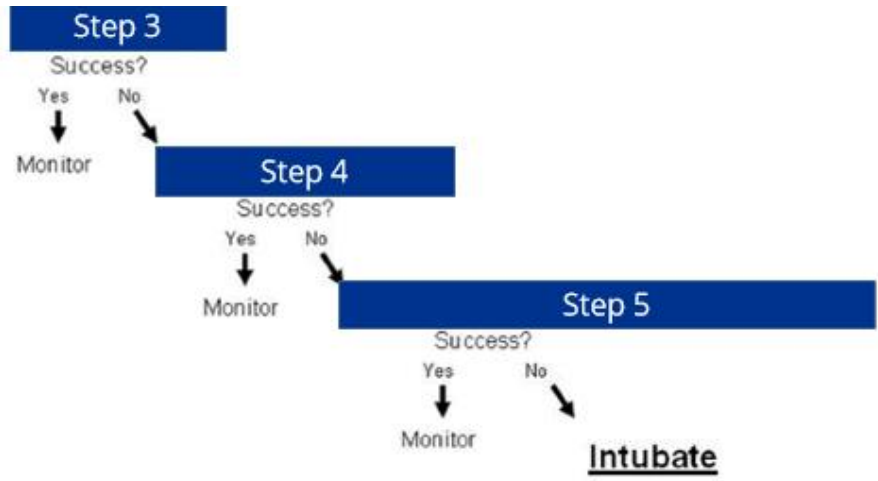 Step 3
Success?
Yes No
Monitor
Step 4
Success?
Yes No
Monitor
Step 5
Success?
Yes No
Monitor
Intubate